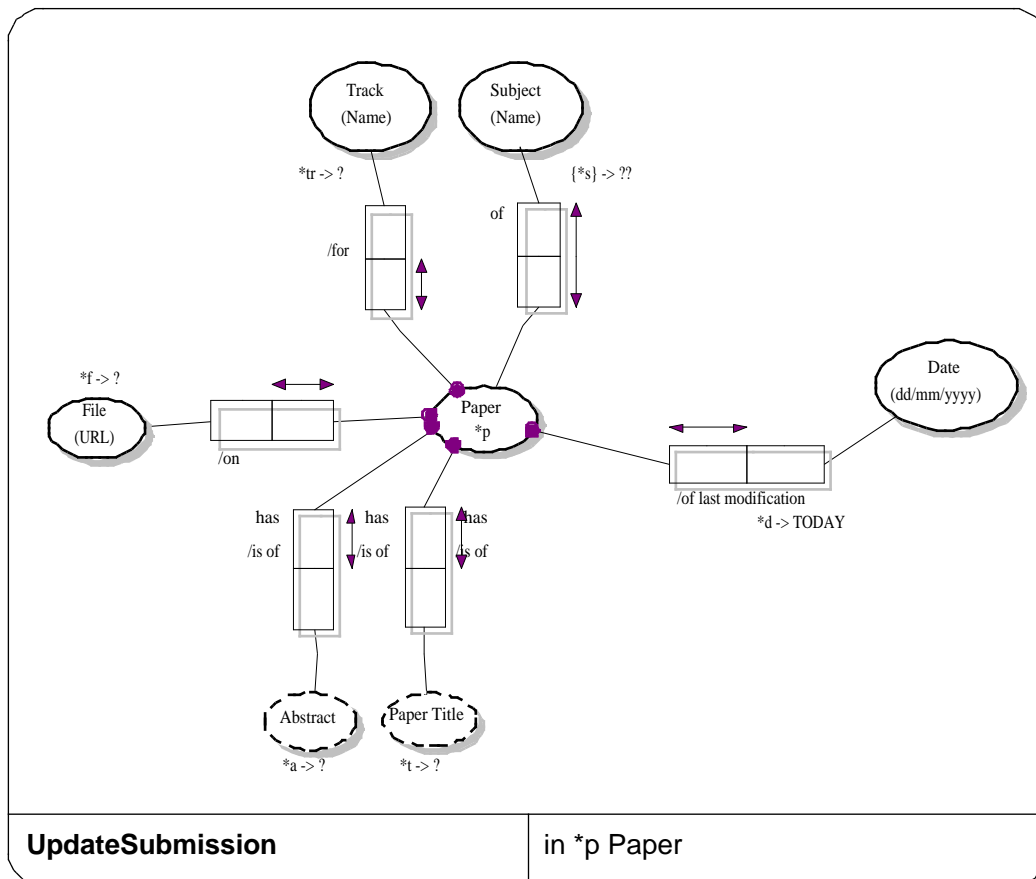 Track
(Name)
Subject
(Name)
*tr -> ?
{*s} -> ??
of
/for
*f -> ?
File
(URL)
/on
Paper
*p
Date
(dd/mm/yyyy)
/of last modification
*d -> TODAY
has
/is of
has
/is of
has
/is of
Abstract
Paper Title
*a -> ?
*t -> ?
UpdateSubmission
in *p Paper